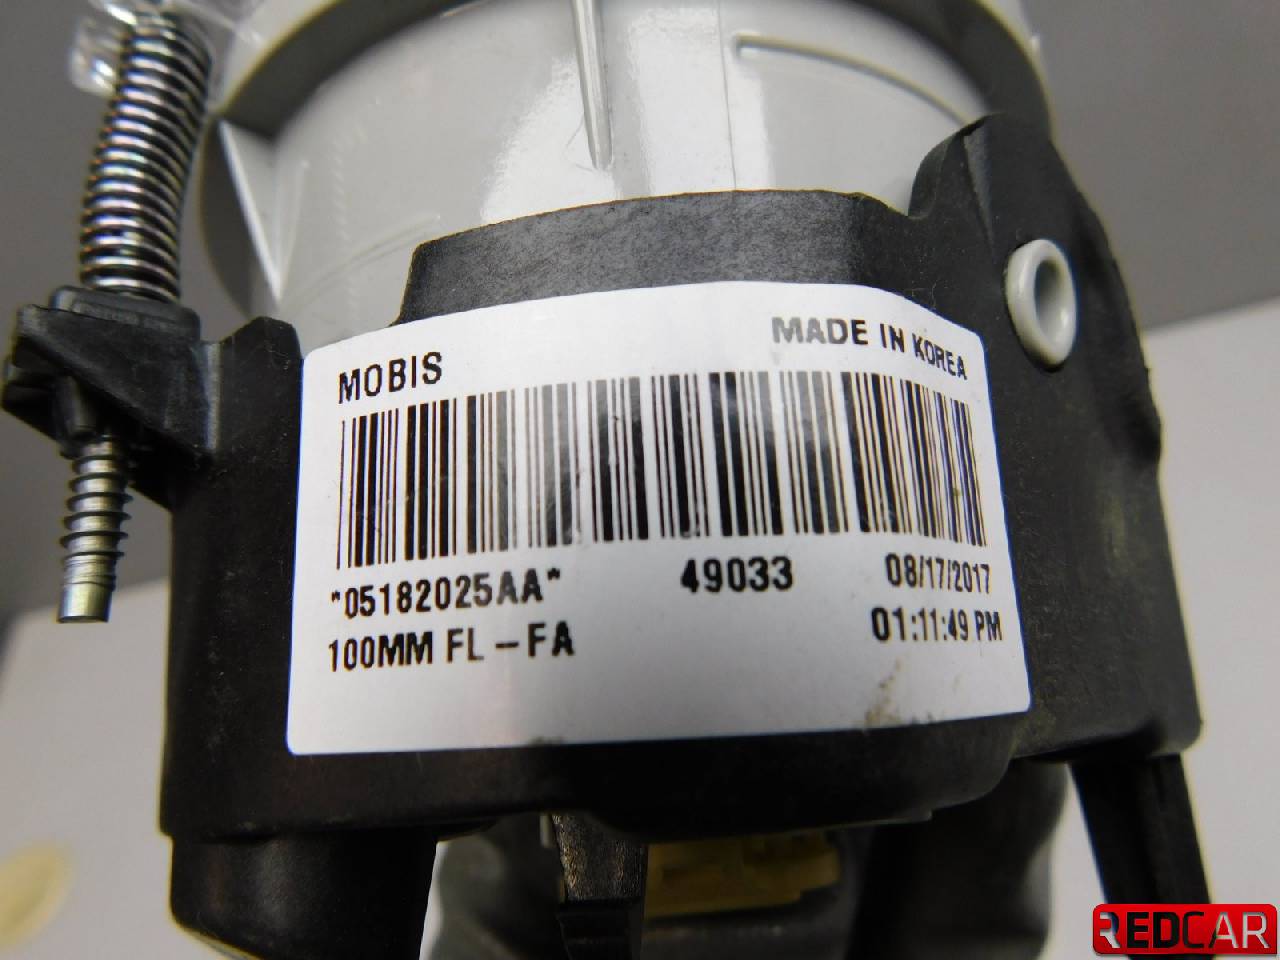 MOBIS
MADE IN KOREA
*05182025AA* 49033 08/17/2017
100MM FL-FA 01:11:49 PM
REDCAR